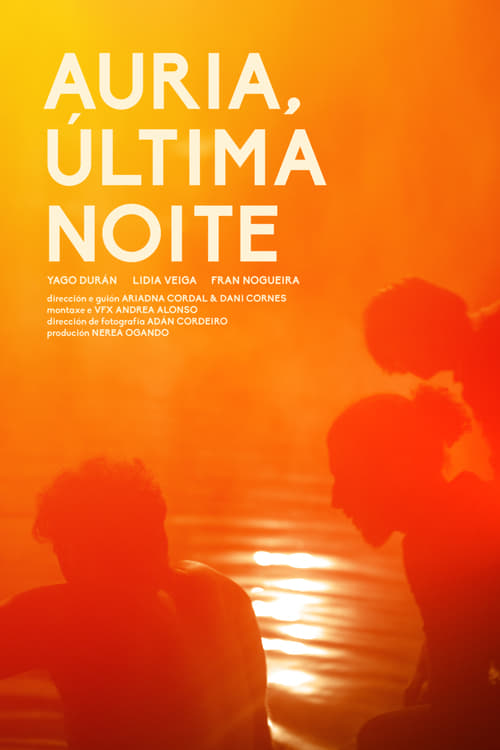 AURIA,
ÚLTIMA
NOITE
YAGO DURÁN LIDIA VEIGA FRAN NOGUEIRA
dirección e guión ARIADNA CORDAL & DANI CORNES
montaxe e VFX ANDREA ALONSO
dirección de fotografía ADÁN CORDEIRO
produción NEREA OGANDO